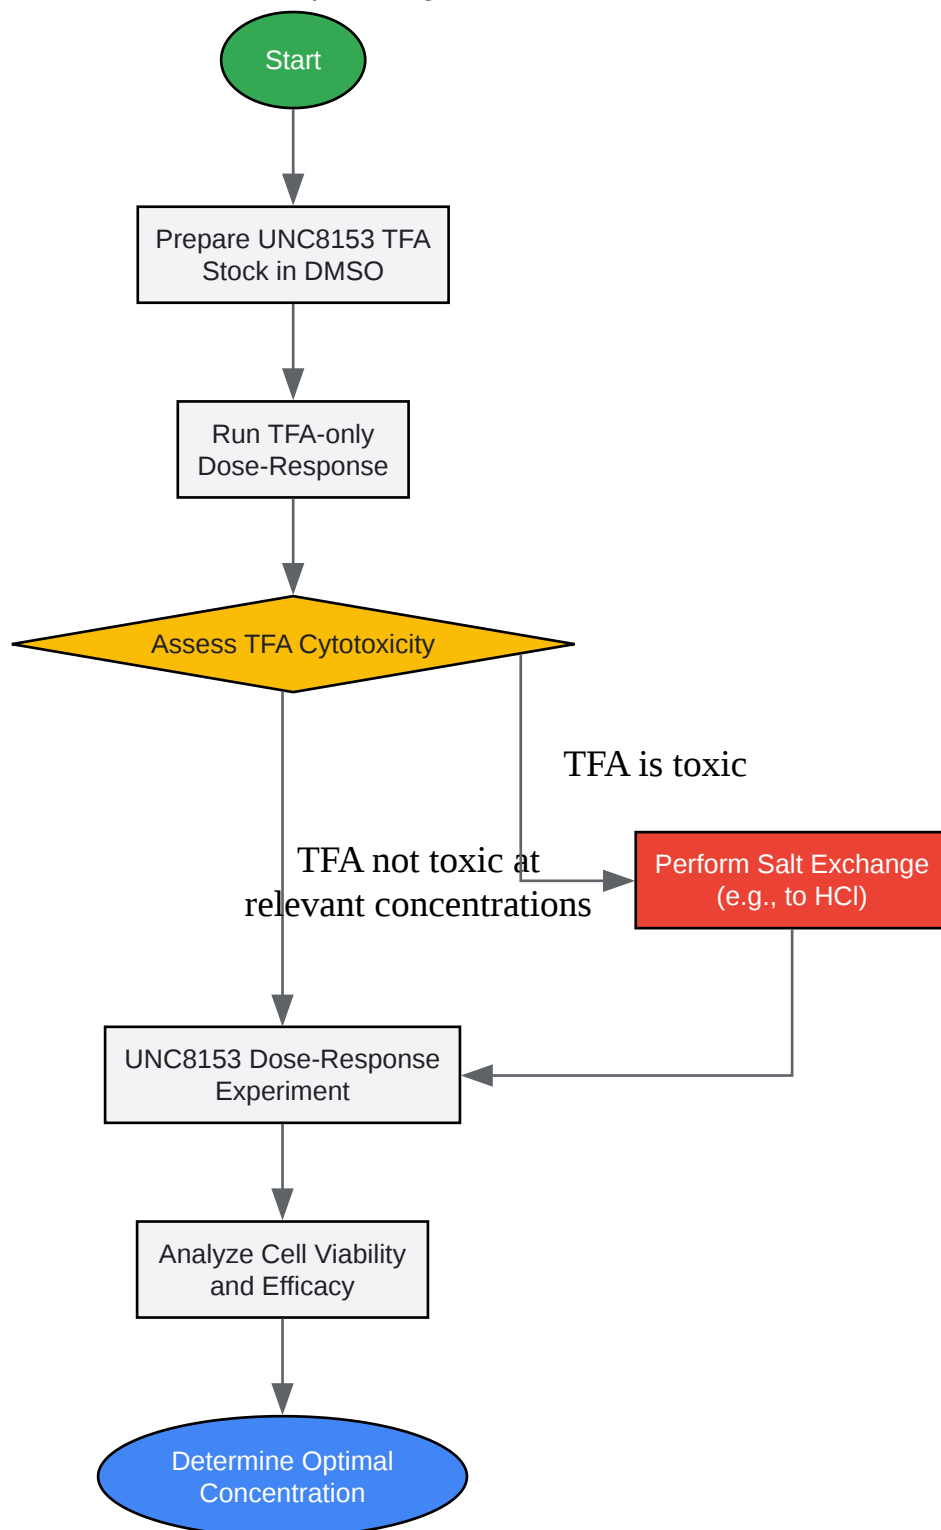 Start
Prepare UNC8153 TFA
Stock in DMSO
Run TFA-only
Dose-Response
Assess TFA Cytotoxicity
TFA is toxic
TFA not toxic at
relevant concentrations
Perform Salt Exchange
(e.g., to HCl)
UNC8153 Dose-Response
Experiment
Analyze Cell Viability
and Efficacy
Determine Optimal
Concentration